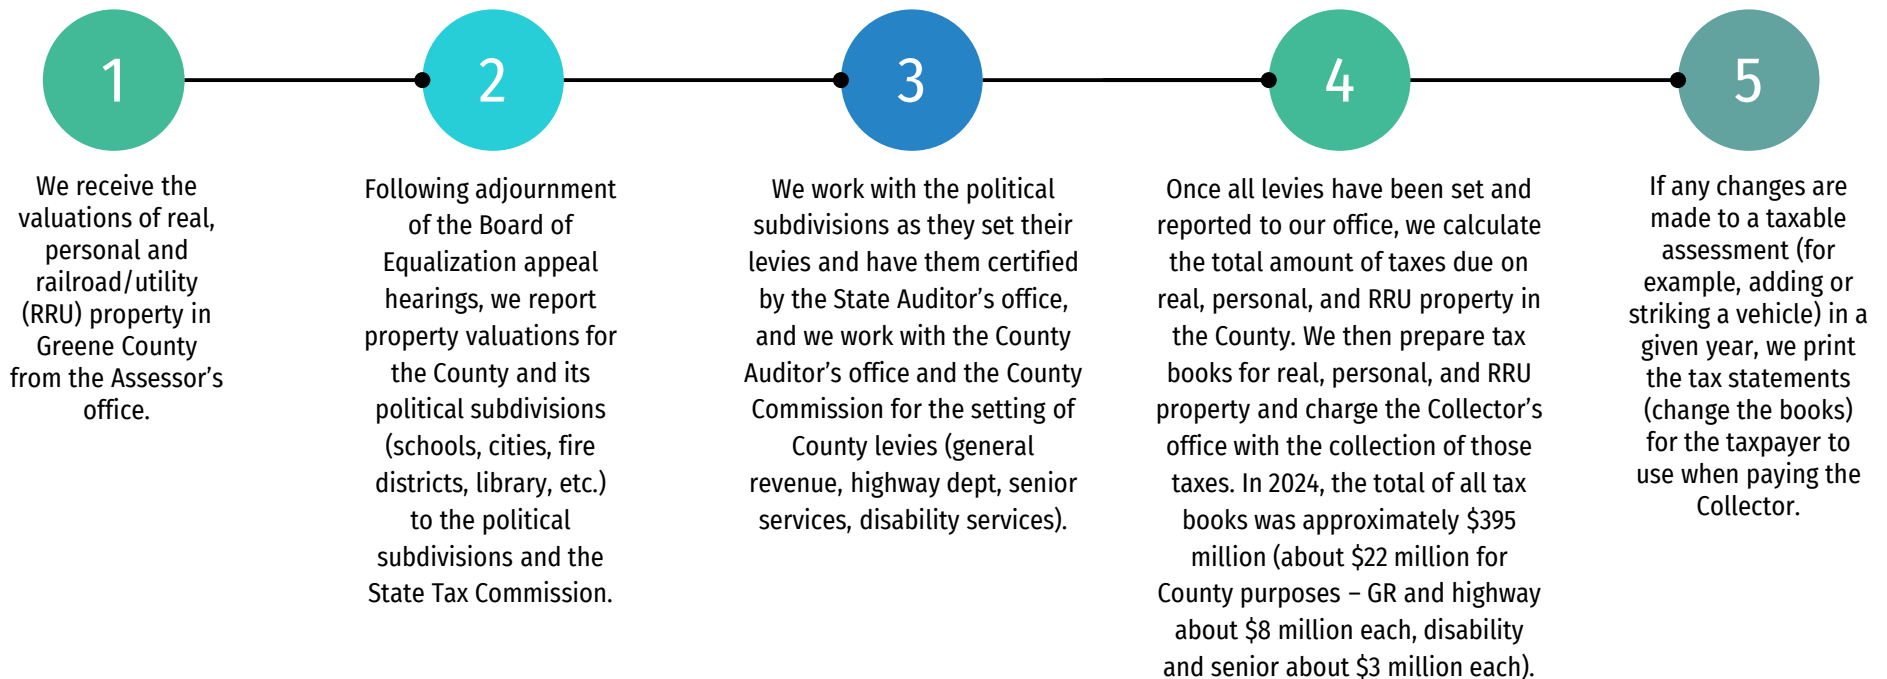 1
2
3
4
5
We receive the
valuations of real,
personal and
railroad/utility
(RRU) property in
Greene County
from the Assessor's
office.
Following adjournment
of the Board of
Equalization appeal
hearings, we report
property valuations for
the County and its
political subdivisions
(schools, cities, fire
districts, library, etc.)
to the political
subdivisions and the
State Tax Commission.
We work with the political
subdivisions as they set their
levies and have them certified
by the State Auditor's office,
and we work with the County
Auditor's office and the County
Commission for the setting of
County levies (general
revenue, highway dept, senior
services, disability services).
Once all levies have been set and
reported to our office, we calculate
the total amount of taxes due on
real, personal, and RRU property in
the County. We then prepare tax
books for real, personal, and RRU
property and charge the Collector's
office with the collection of those
taxes. In 2024, the total of all tax
books was approximately $395
million (about $22 million for
County purposes – GR and highway
about $8 million each, disability
and senior about $3 million each).
If any changes are
made to a taxable
assessment (for
example, adding or
striking a vehicle) in a
given year, we print
the tax statements
(change the books)
for the taxpayer to
use when paying the
Collector.